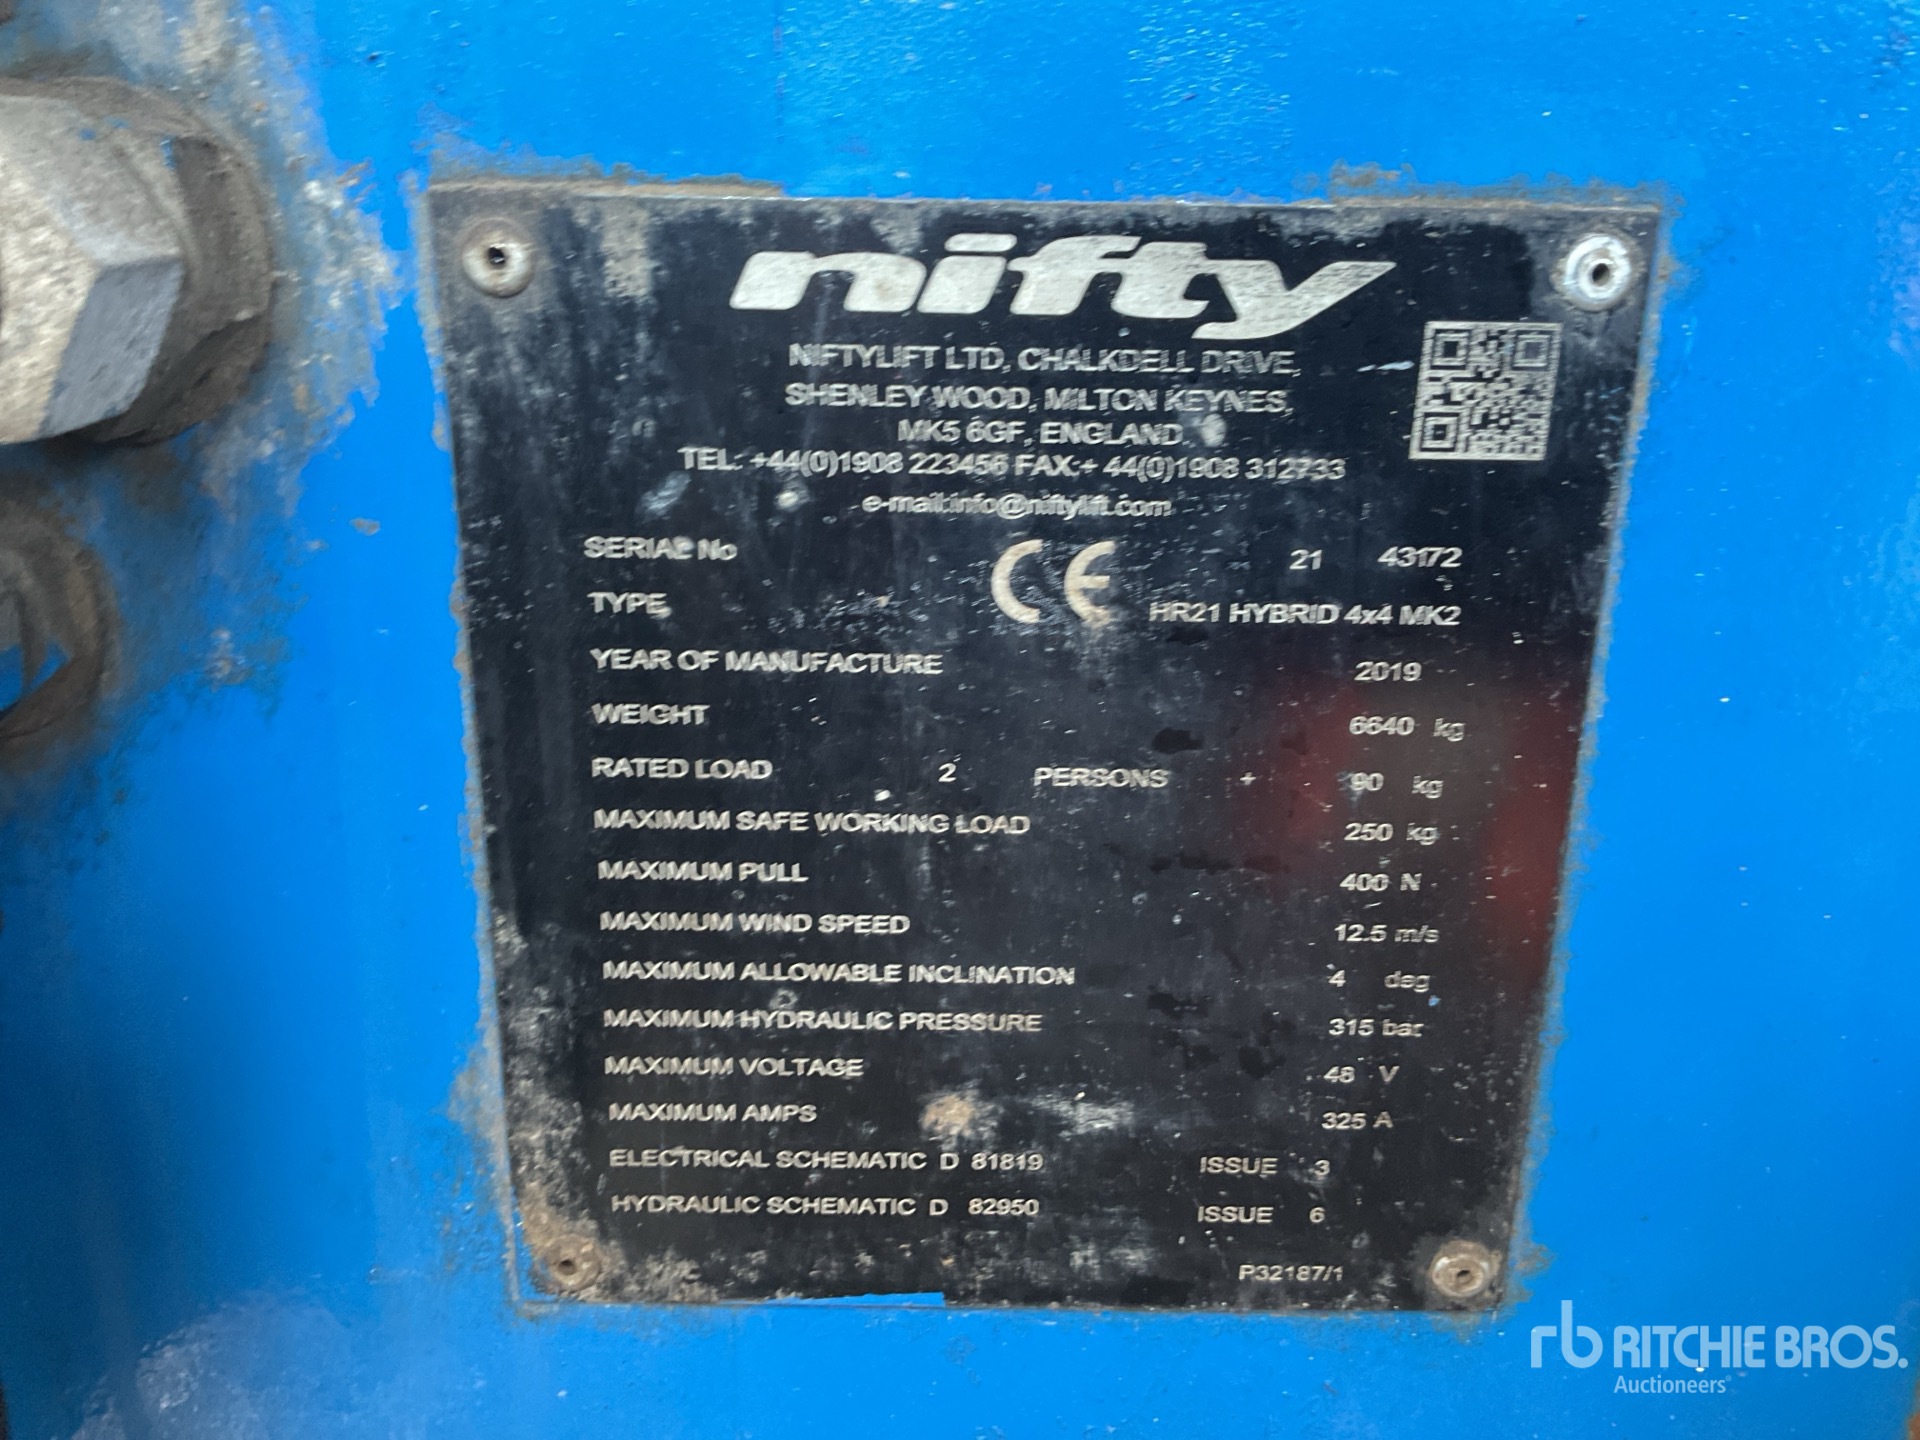 nifty
NIFTYLIFT LTD, CHALKDELL DRIVE,
SHENLEY WOOD, MILTON KEYNES,
MK5 6GF, ENGLAND.
TEL: +44(0)1908 223456 FAX:+ 44(0)1908 312733
e-mail:info@niftylift.com
SERIAL No CE 21 43172
TYPE HR21 HYBRID 4x4 MK2
YEAR OF MANUFACTURE 2019
WEIGHT 6640 kg
RATED LOAD 2 PERSONS + 90 kg
MAXIMUM SAFE WORKING LOAD 250 kg
MAXIMUM PULL 400 N
MAXIMUM WIND SPEED 12.5 m/s
MAXIMUM ALLOWABLE INCLINATION 4 deg
MAXIMUM HYDRAULIC PRESSURE 315 bar
MAXIMUM VOLTAGE 48 V
MAXIMUM AMPS 325 A
ELECTRICAL SCHEMATIC D 81819 ISSUE 3
HYDRAULIC SCHEMATIC D 82950 ISSUE 6
P32187/1
rb RITCHIE BROS.
Auctioneers